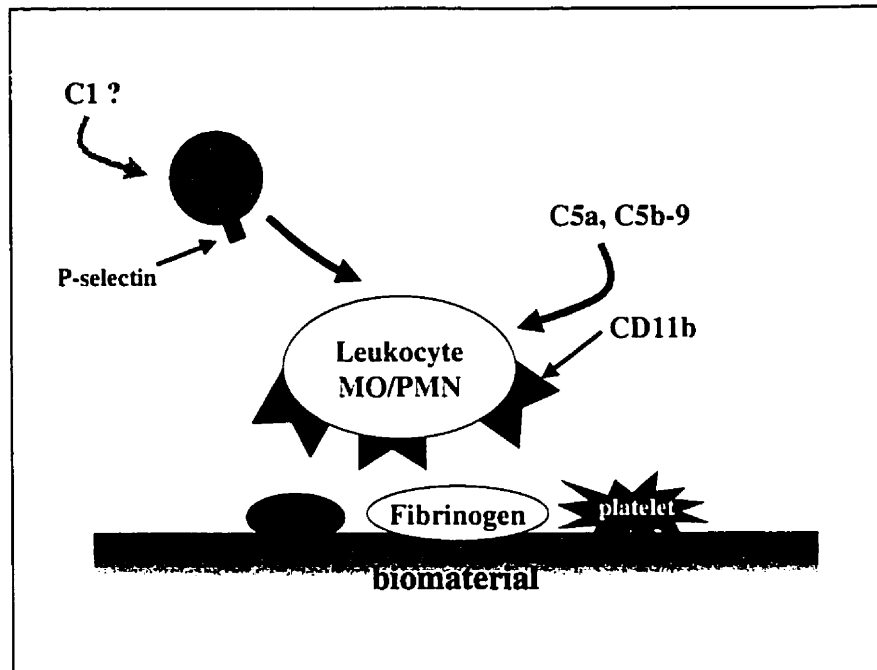 C1 ?
P-selectin
C5a, C5b-9
CD11b
Leukocyte
MO/PMN
Fibrinogen
platelet
biomaterial